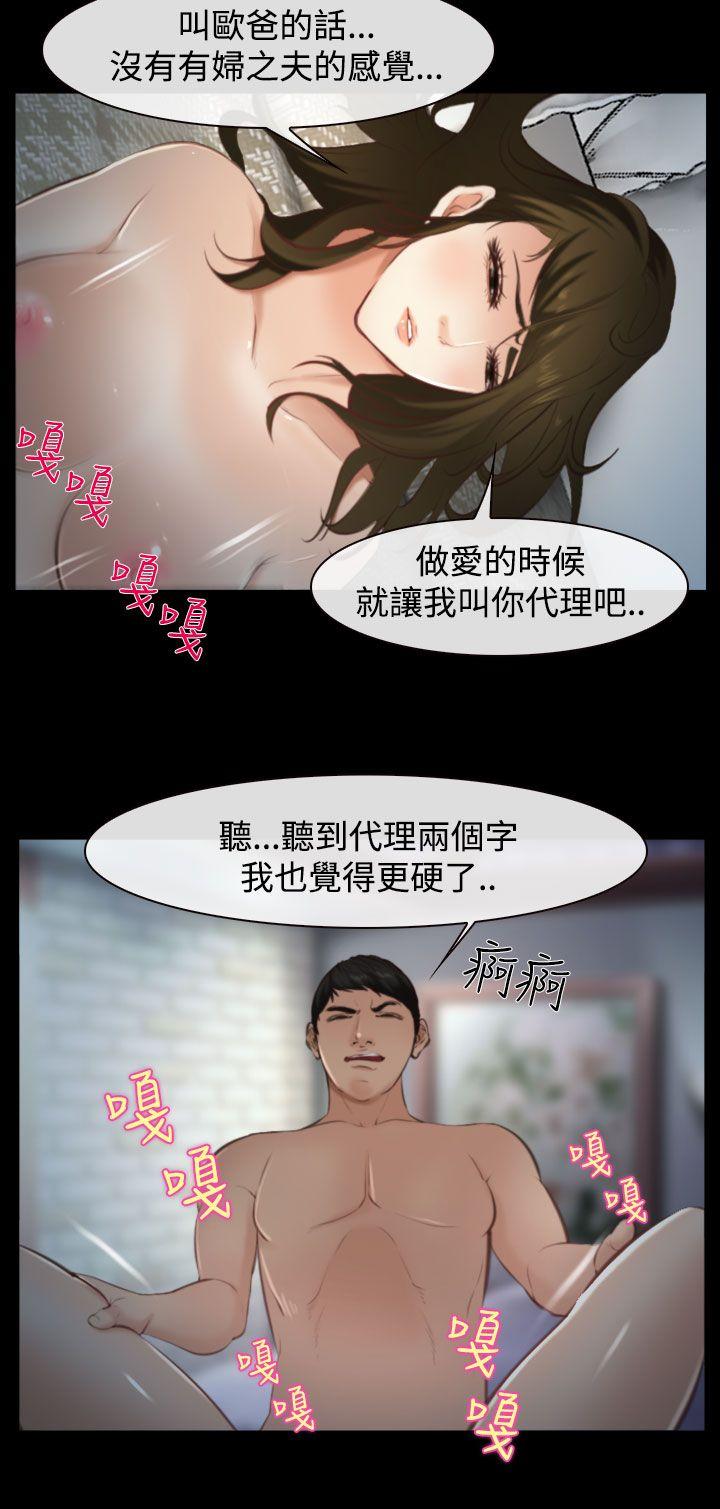 叫歐爸的話...
沒有有婦之夫的感覺...
嘎
嘎
嘎
嘎
做愛的時候
就讓我叫你代理吧..
聽...聽到代理兩個字
我也覺得更硬了..
痾痾
嘎
嘎
嘎
嘎
嘎
嘎
嘎
嘎